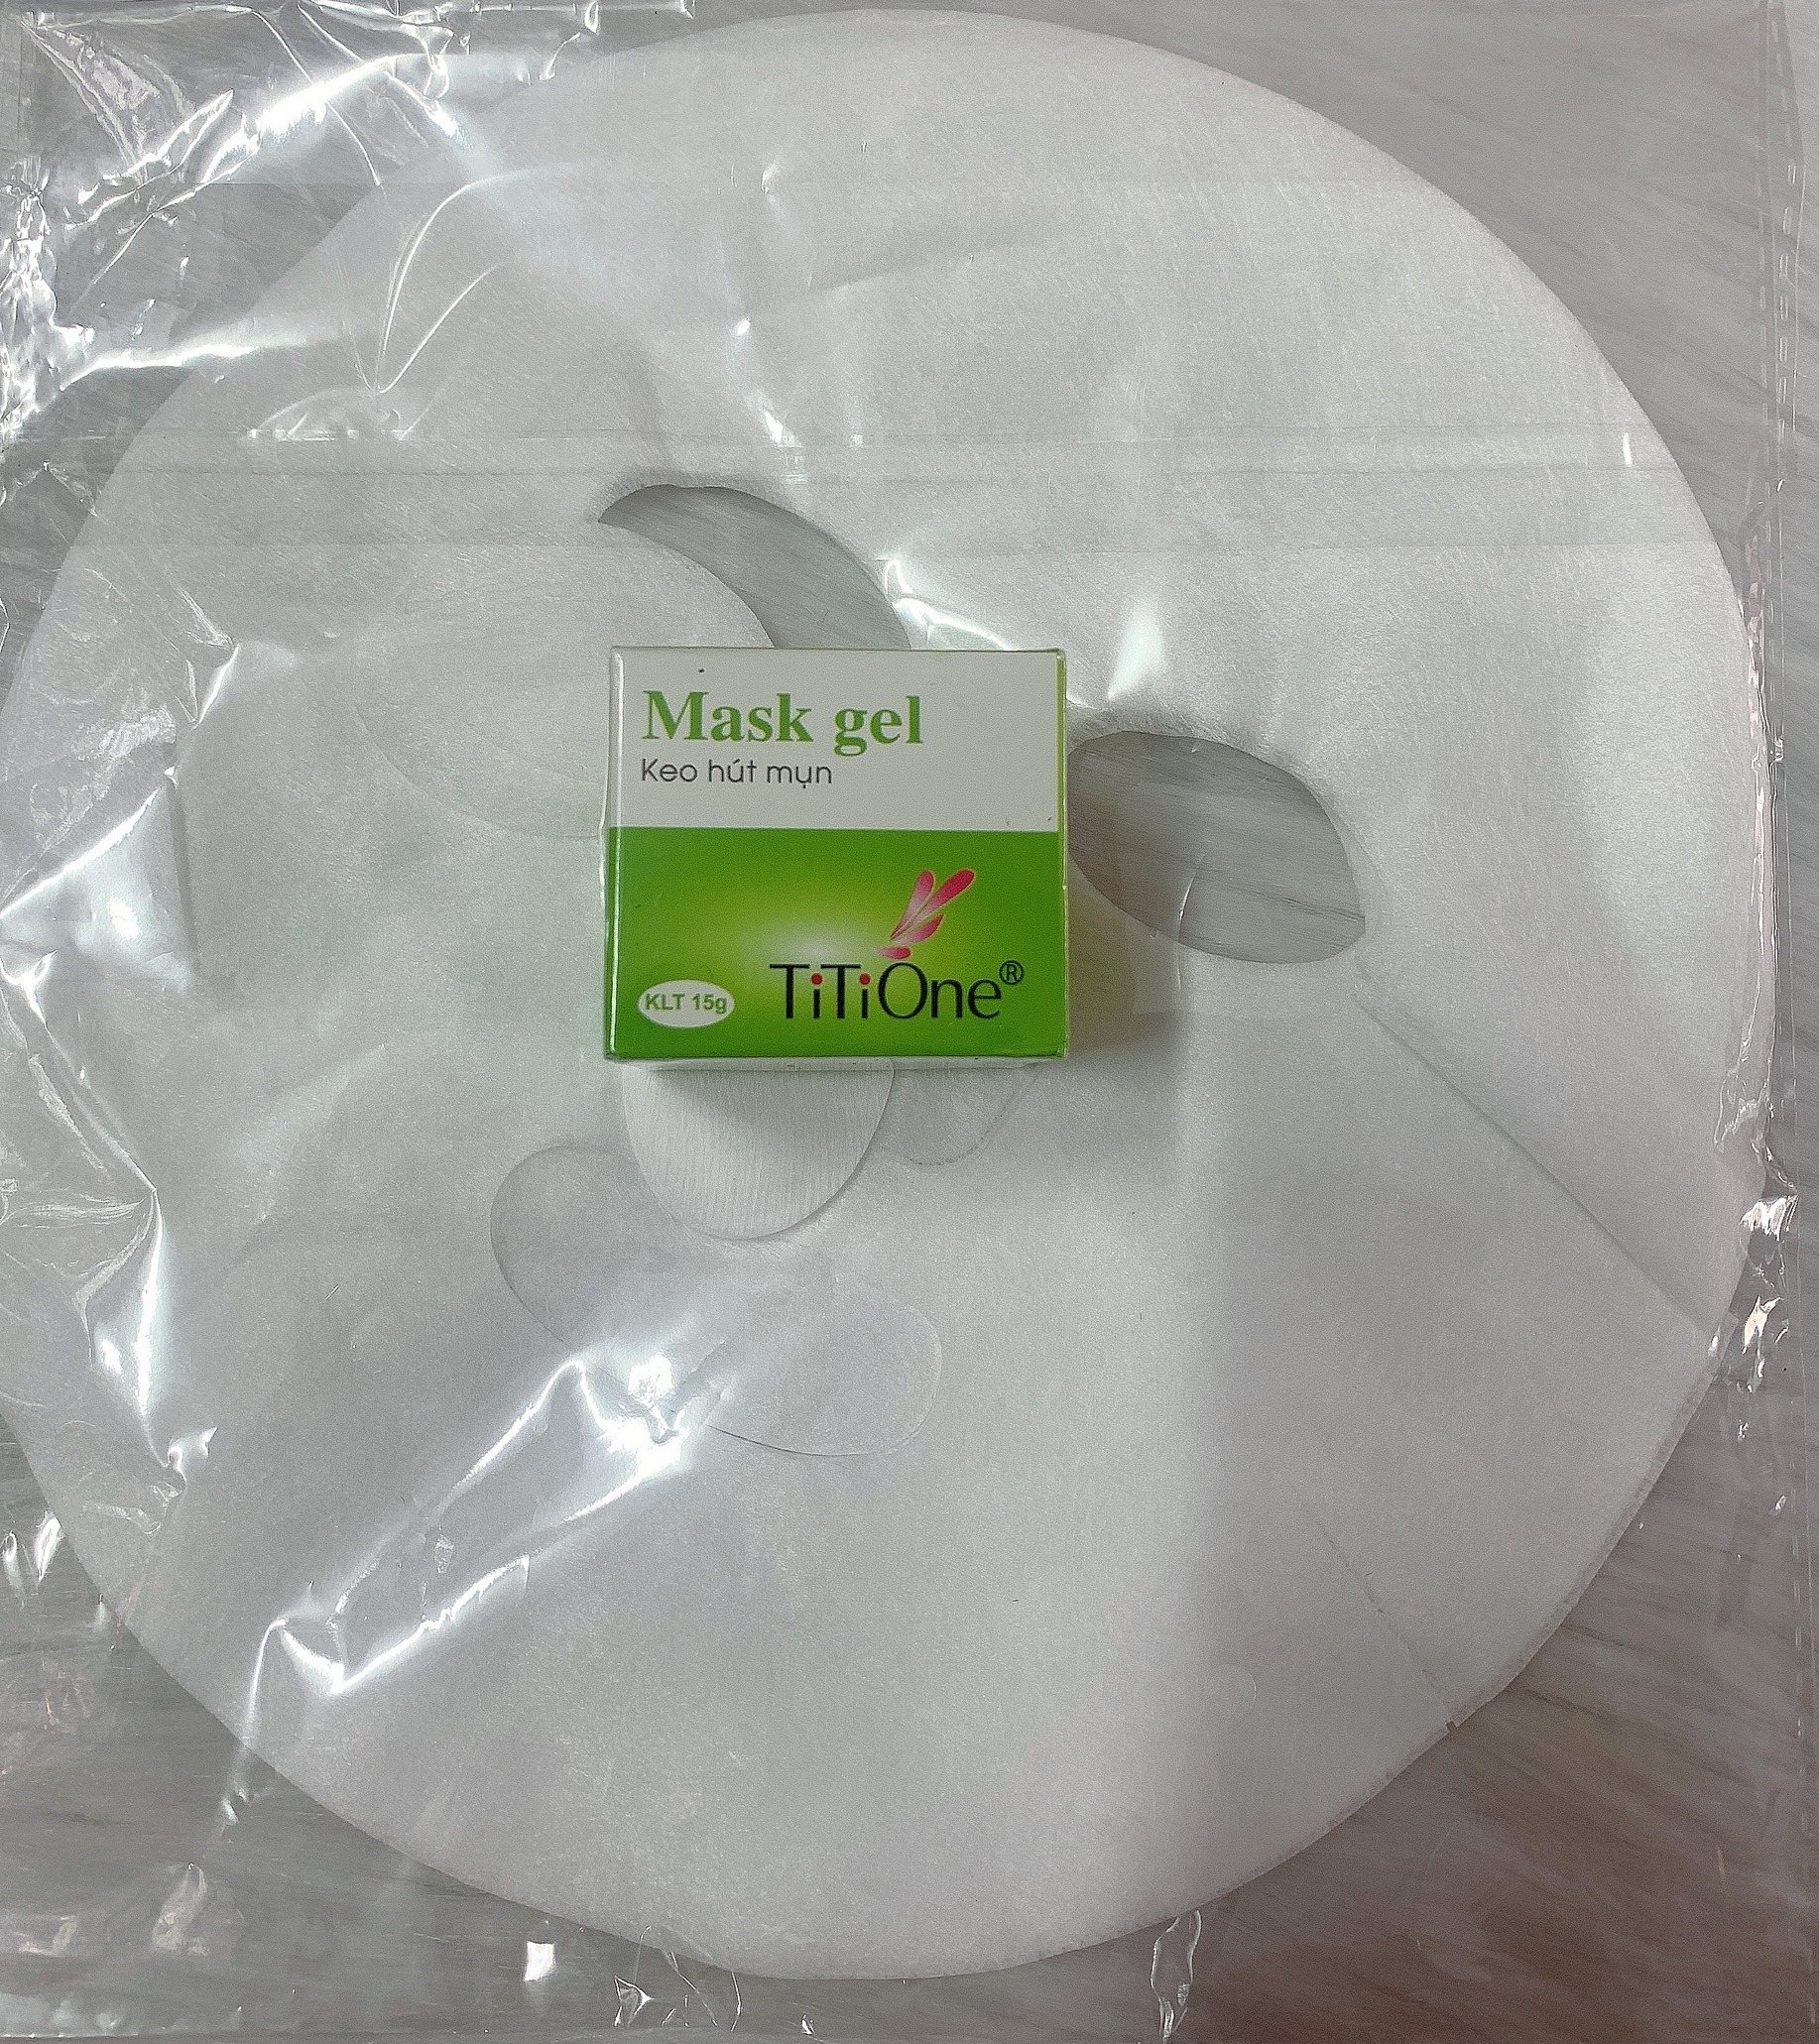 Mask gel
Keo hút mụn
KLT 15g
TiTiOne®